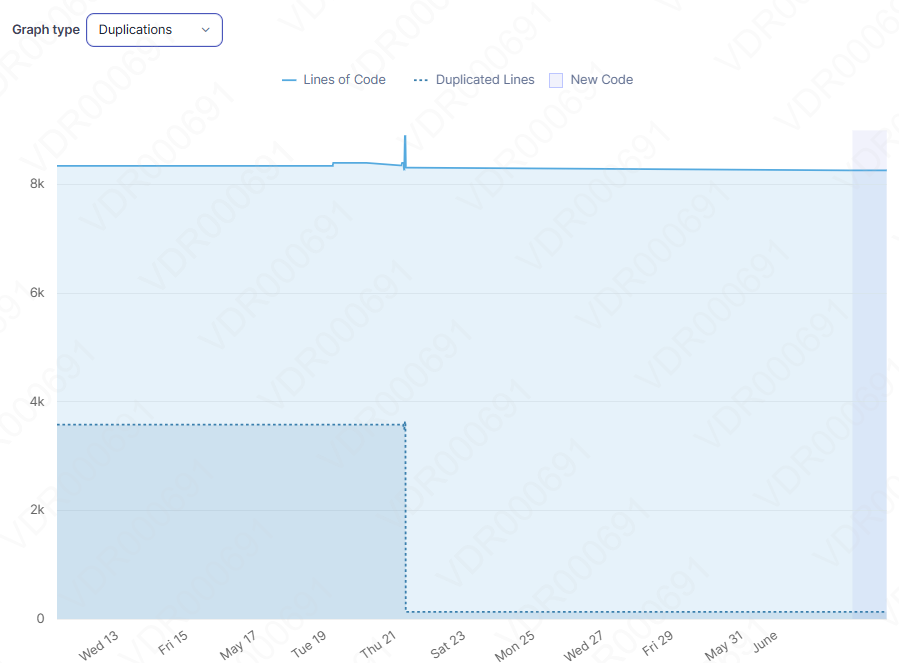 Graph type Duplications
Lines of Code Duplicated Lines New Code
8k
6k
4k
2k
0
Wed 13 Fri 15 May 17 Tue 19 Thu 21 Sat 23 Mon 25 Wed 27 Fri 29 May 31 June
VDR000691